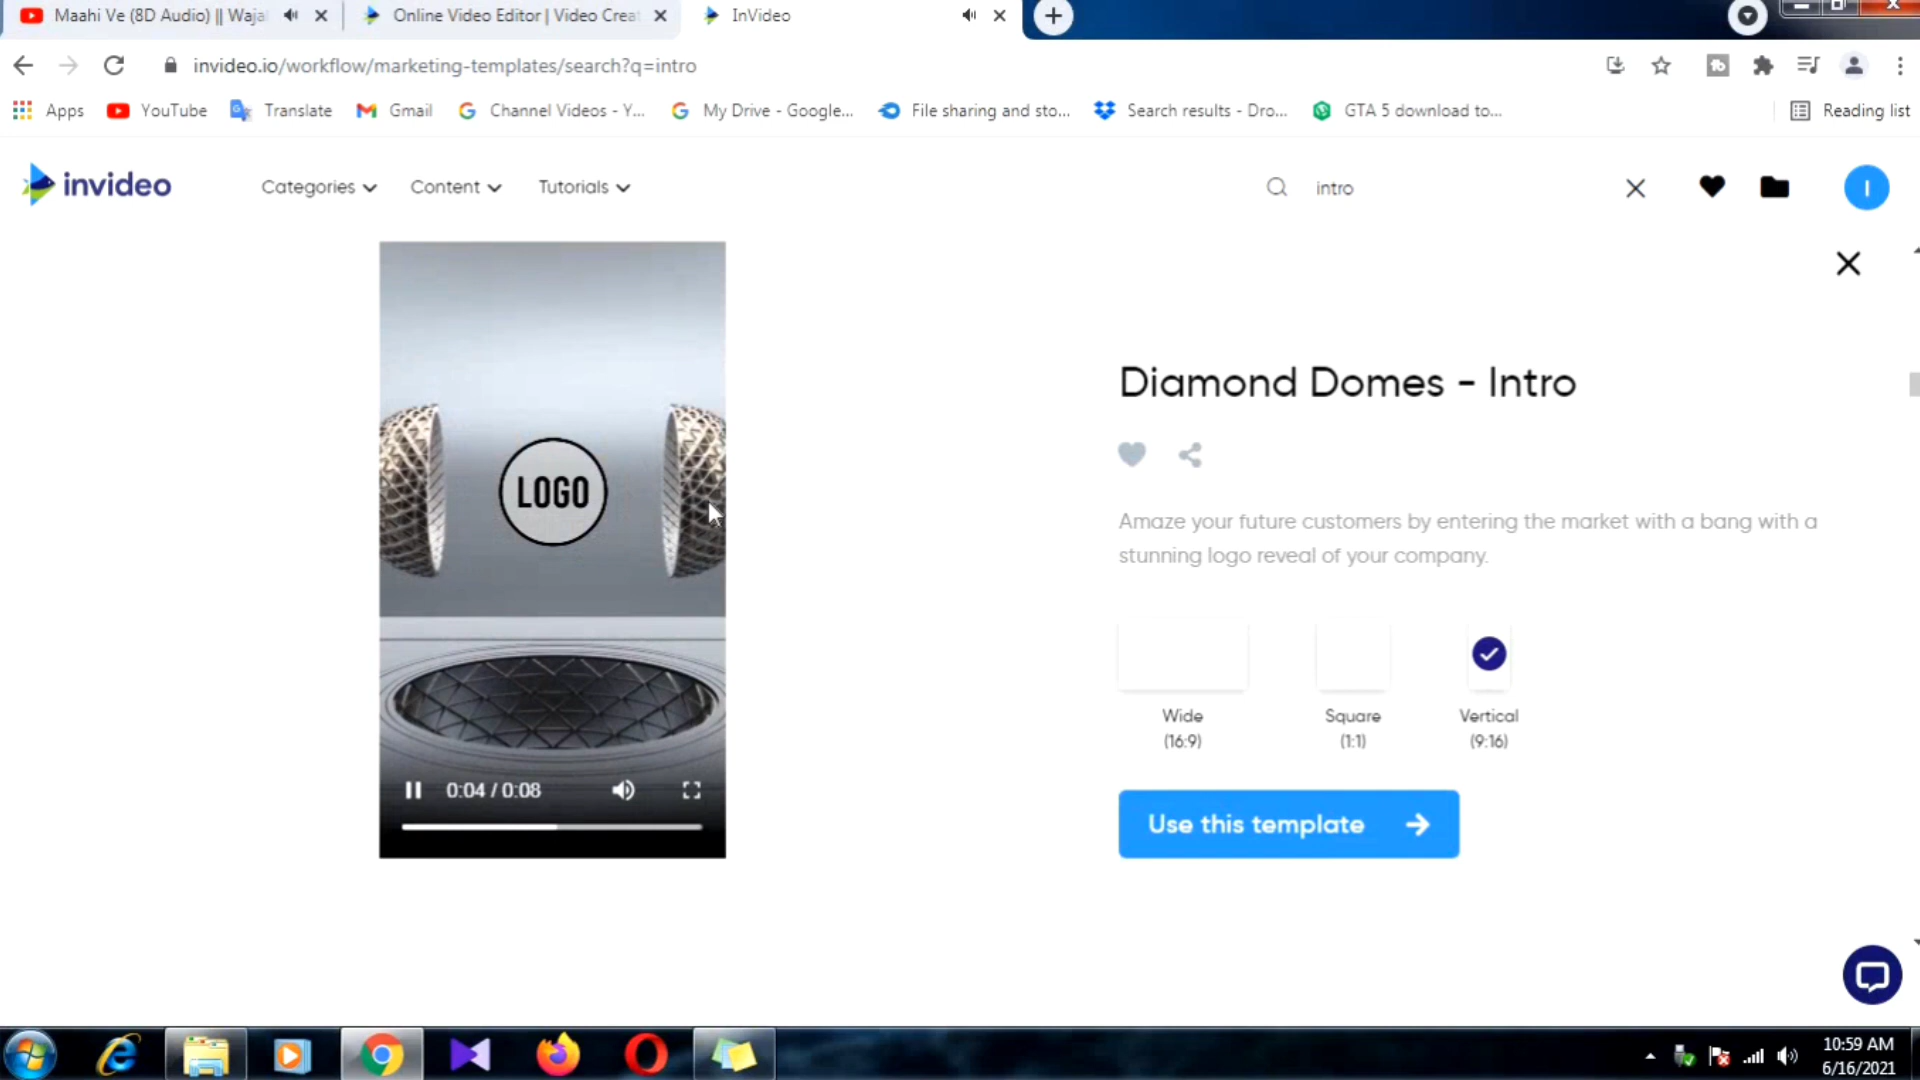 Maahi Ve (8D Audio) || Waja
Online Video Editor | Video Crea
InVideo
invideo.io/workflow/marketing-templates/search?q=intro
Apps
YouTube
Translate
Gmail
Channel Videos - Y...
My Drive - Google...
File sharing and sto...
Search results - Dro...
GTA 5 download to...
Reading list
invideo
Categories
Content
Tutorials
intro
I
LOGO
0:04 / 0:08
Diamond Domes - Intro
Amaze your future customers by entering the market with a bang with a
stunning logo reveal of your company.
Wide
(16:9)
Square
(1:1)
Vertical
(9:16)
Use this template
10:59 AM
6/16/2021